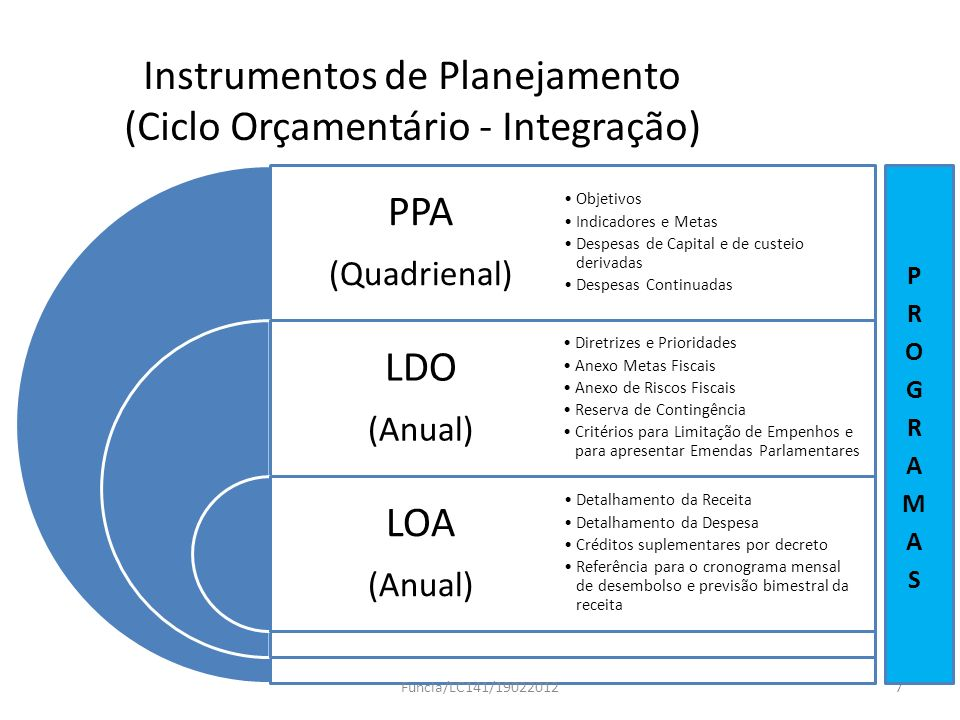 Instrumentos de Planejamento
(Ciclo Orçamentário - Integração)
PPA
(Quadrienal)
• Objetivos
• Indicadores e Metas
• Despesas de Capital e de custeio
derivadas
• Despesas Continuadas
LDO
(Anual)
• Diretrizes e Prioridades
• Anexo Metas Fiscais
• Anexo de Riscos Fiscais
• Reserva de Contingência
• Critérios para Limitação de Empenhos e
para apresentar Emendas Parlamentares
LOA
(Anual)
• Detalhamento da Receita
• Detalhamento da Despesa
• Créditos suplementares por decreto
• Referência para o cronograma mensal
de desembolso e previsão bimestral da
receita
P
R
O
G
R
A
M
A
S
Funcia/LC141/19022012
7